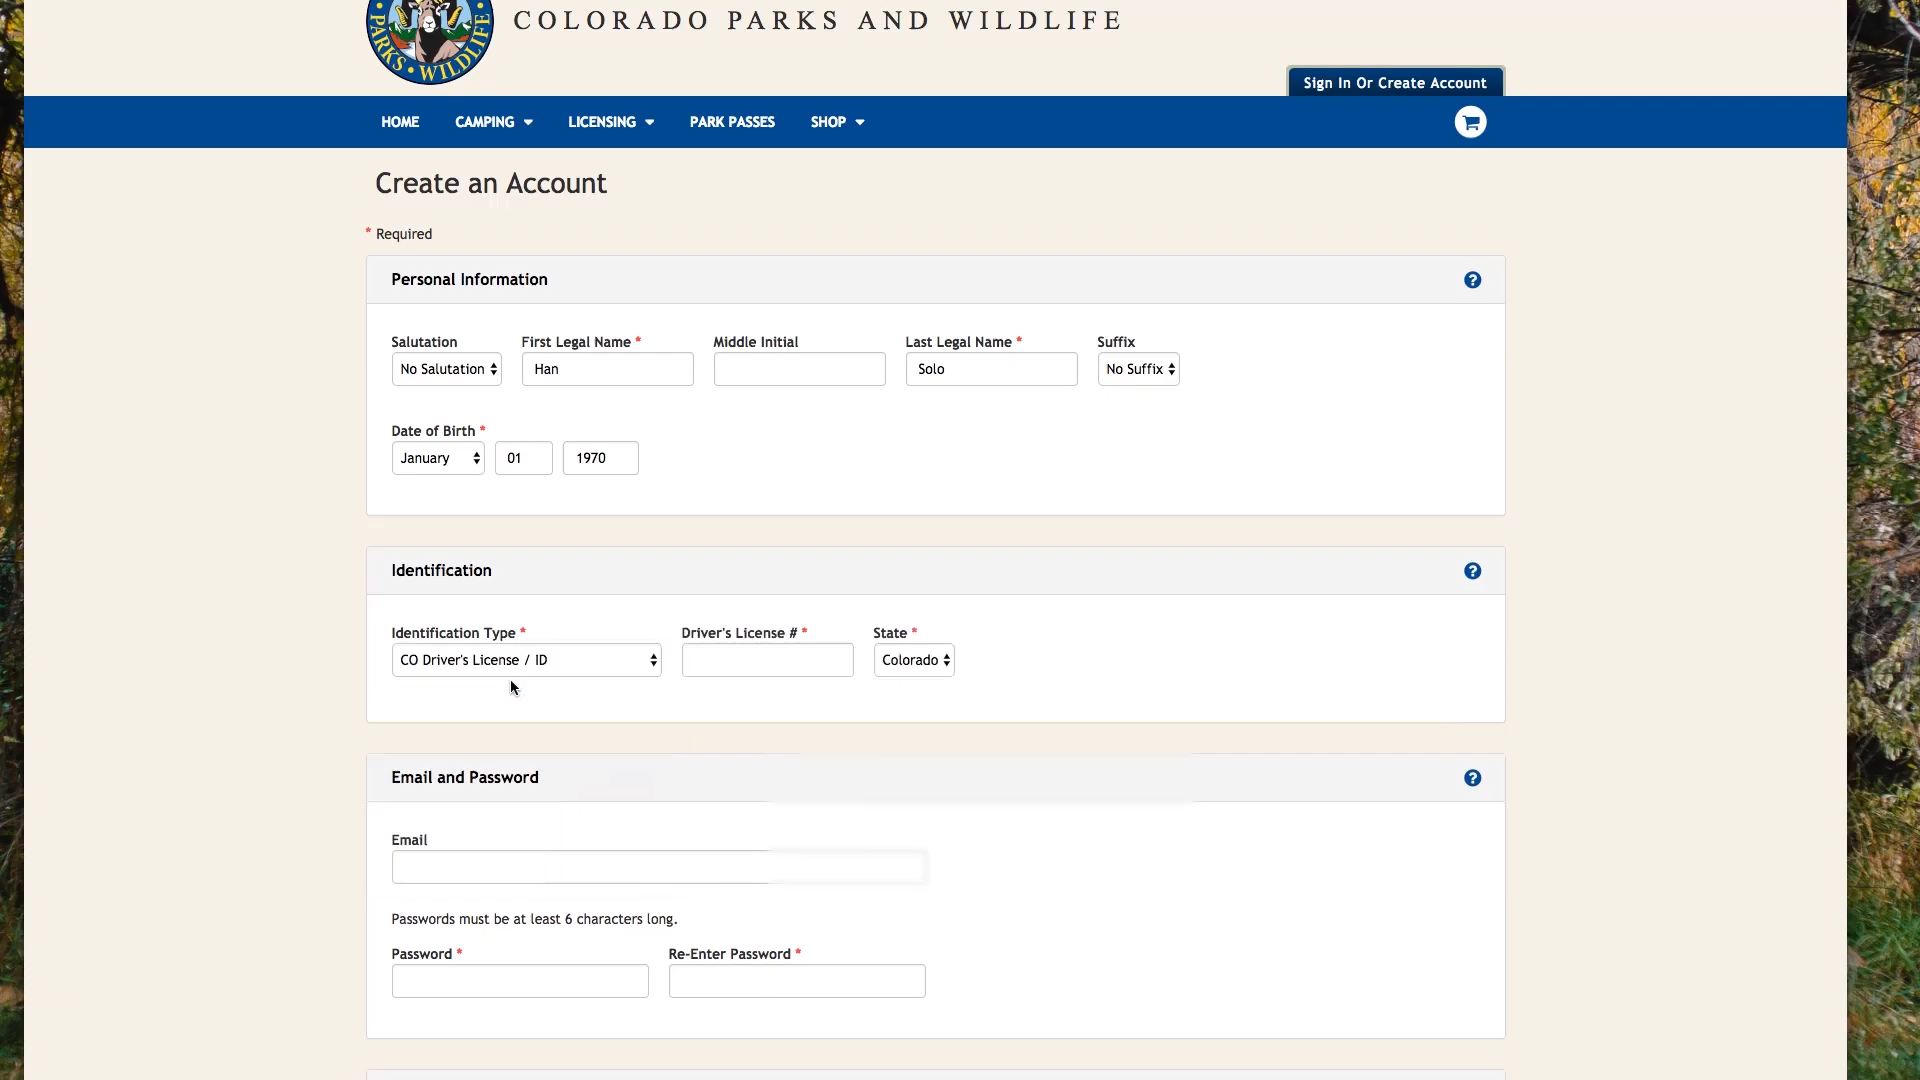 PARKS • WILDLIFE
COLORADO PARKS AND WILDLIFE
Sign In Or Create Account
HOME CAMPING LICENSING PARK PASSES SHOP
Create an Account
* Required
Personal Information ?
Salutation First Legal Name * Middle Initial Last Legal Name * Suffix
No Salutation Han Solo No Suffix
Date of Birth *
January 01 1970
Identification ?
Identification Type * Driver's License # * State *
CO Driver's License / ID Colorado
Email and Password ?
Email
Passwords must be at least 6 characters long.
Password * Re-Enter Password *